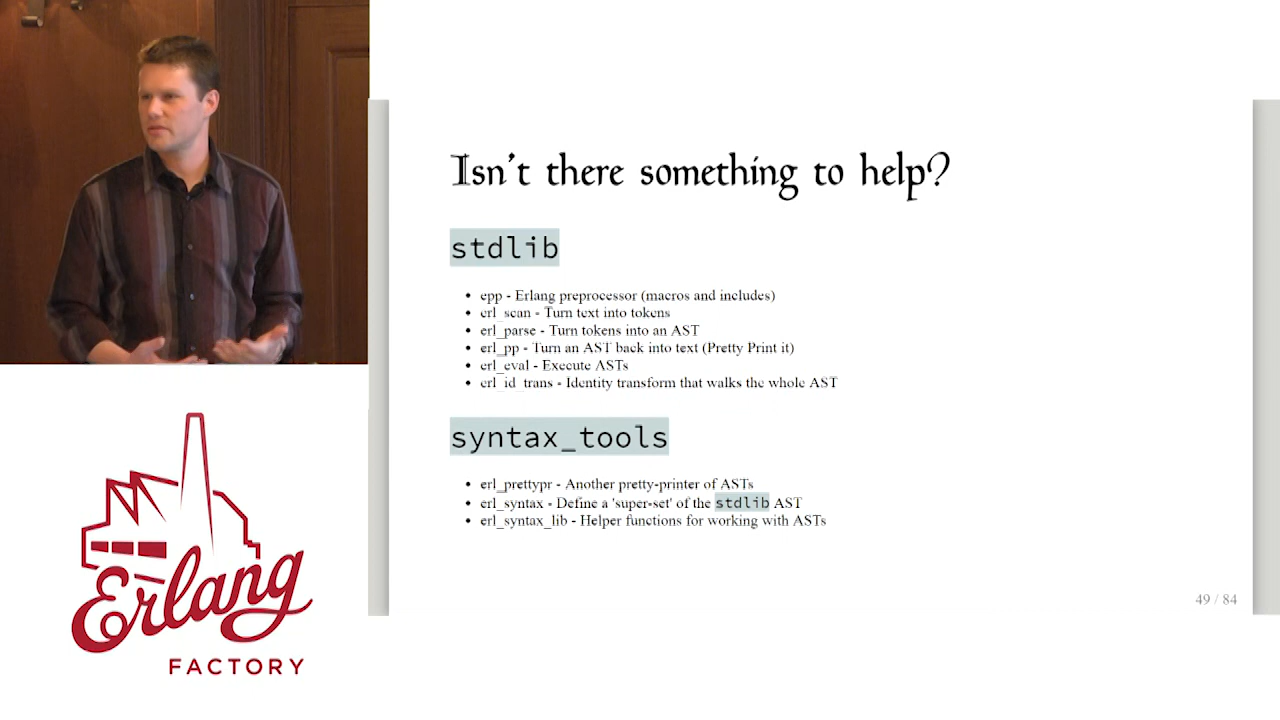 Isn't there something to help?
stdlib
• epp - Erlang preprocessor (macros and includes)
• erl_scan - Turn text into tokens
• erl_parse - Turn tokens into an AST
• erl_pp - Turn an AST back into text (Pretty Print it)
• erl_eval - Execute ASTs
• erl_id_trans - Identity transform that walks the whole AST
syntax_tools
• erl_prettypr - Another pretty-printer of ASTs
• erl_syntax - Define a 'super-set' of the stdlib AST
• erl_syntax_lib - Helper functions for working with ASTs
49 / 84
Erlang
FACTORY